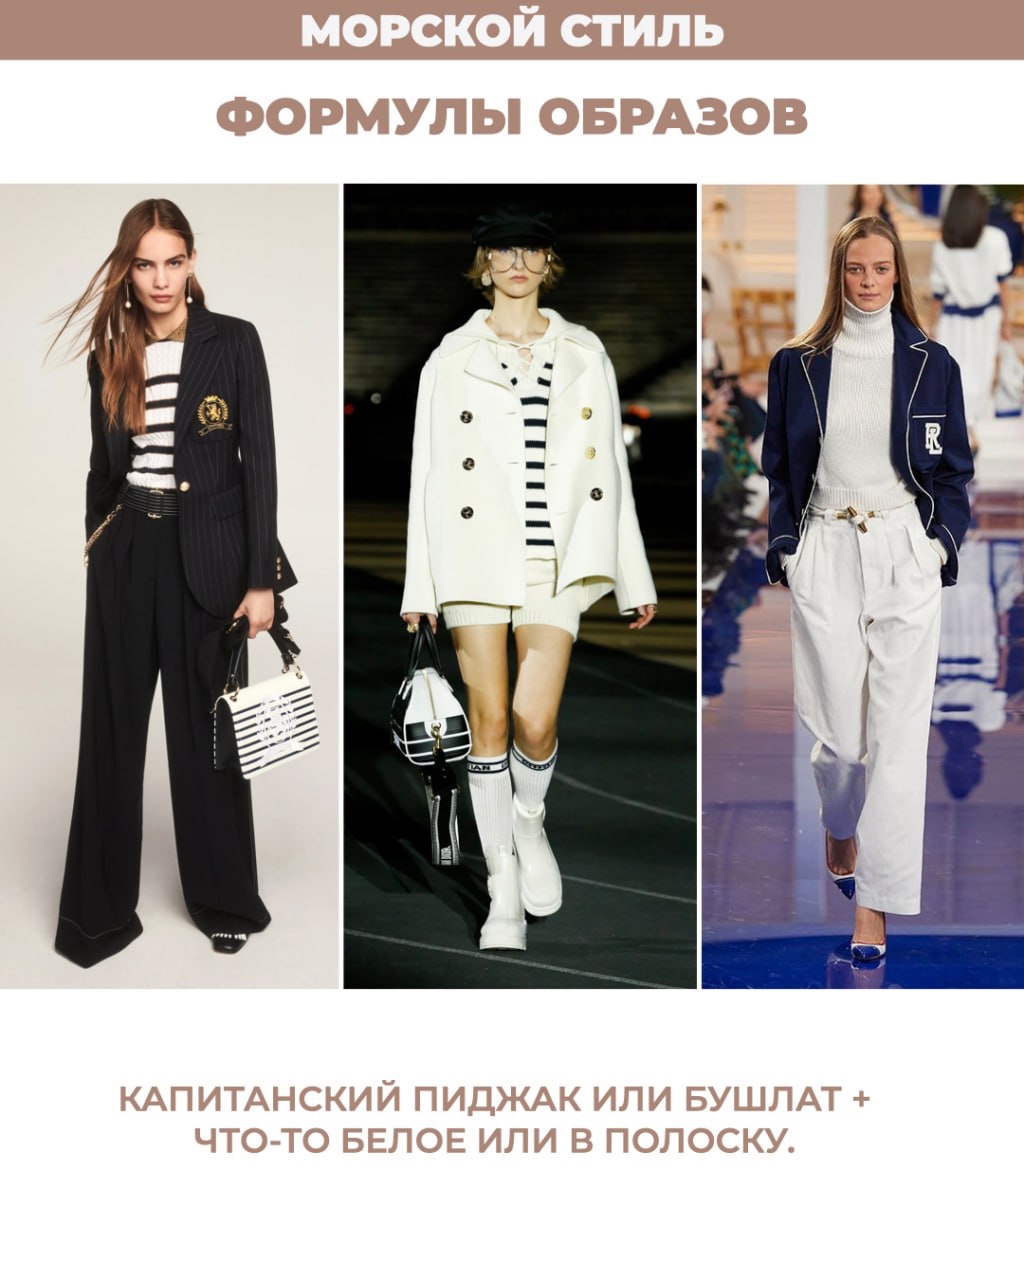 МОРСКОЙ СТИЛЬ
ФОРМУЛЫ ОБРАЗОВ
КАПИТАНСКИЙ ПИДЖАК ИЛИ БУШЛАТ +
ЧТО-ТО БЕЛОЕ ИЛИ В ПОЛОСКУ.